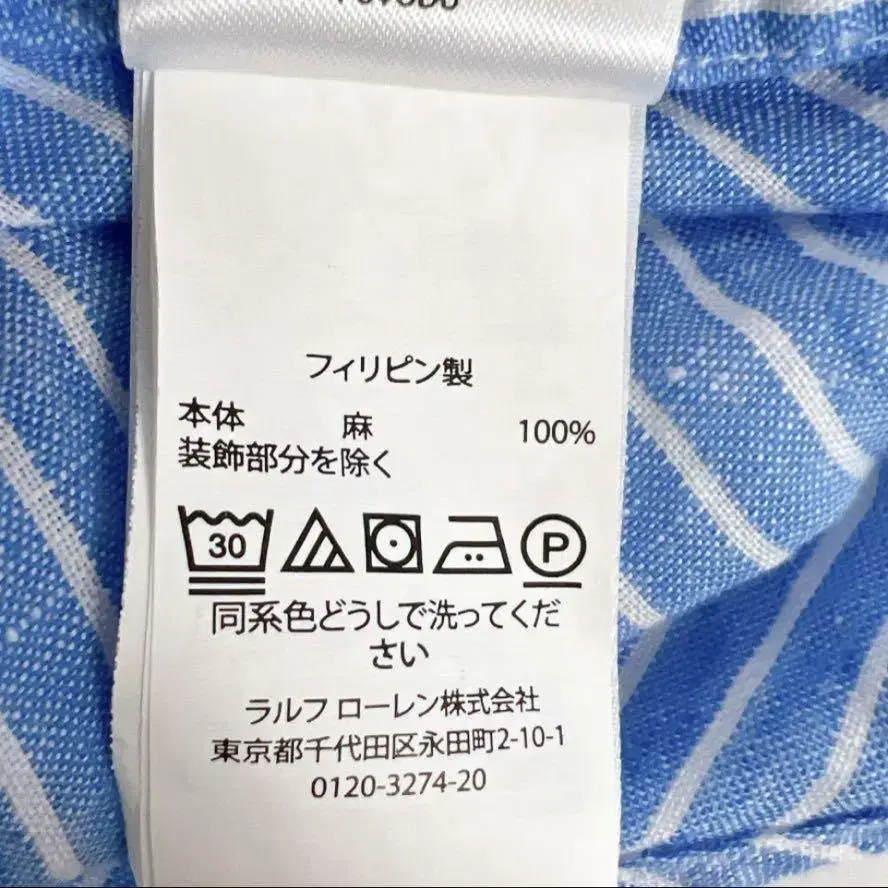 フィリピン製
本体 麻 100%
装飾部分を除く
30 P
同系色どうしで洗ってくだ
さい
ラルフ ローレン株式会社
東京都千代田区永田町2-10-1
0120-3274-20